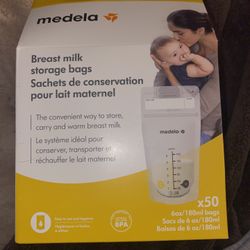 medela
Breast milk
storage bags
Sachets de conservation
pour lait maternel
The convenient way to store,
carry and warm breast milk
Le système idéal pour
conserver, transporter et
réchauffer le lait maternel
medela
x50
6oz/180ml bags
Sacs de 6 oz/180ml
Bolsas de 6 oz/180ml
BPA